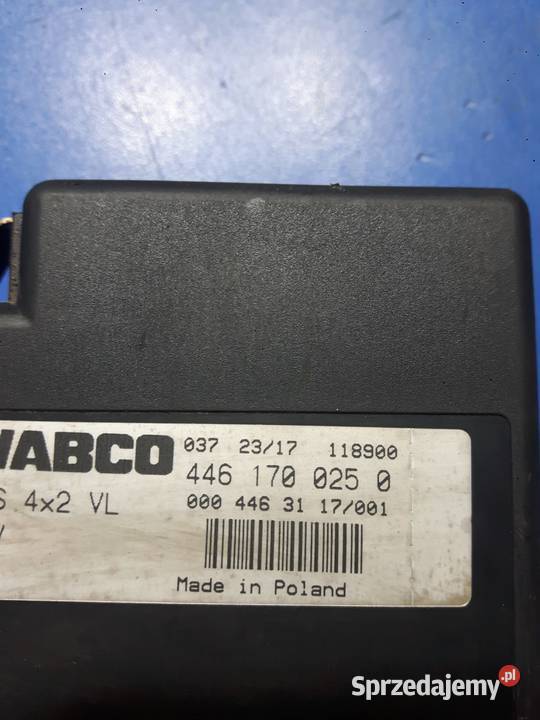 WABCO 037 23/17 118900
446 170 025 0
S 4x2 VL 000 446 31 17/001
Made in Poland
Sprzedajemy.pl